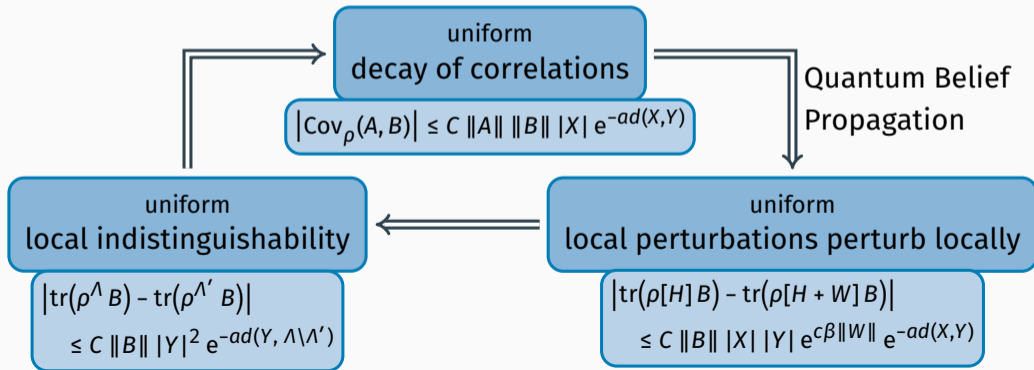 uniform
decay of correlations
|Cov_ρ(A, B)| ≤ C ‖A‖ ‖B‖ |X| e^{−ad(X,Y)}
Quantum Belief
Propagation
uniform
local indistinguishability
|tr(ρ^Λ B) − tr(ρ^{Λ′} B)|
≤ C ‖B‖ |Y|² e^{−ad(Y, Λ\Λ′)}
uniform
local perturbations perturb locally
|tr(ρ[H] B) − tr(ρ[H + W] B)|
≤ C ‖B‖ |X| |Y| e^{cβ‖W‖} e^{−ad(X,Y)}